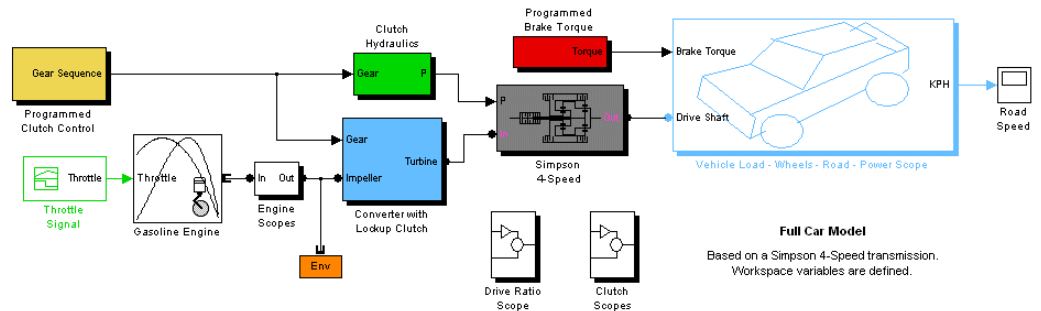 Programmed
Brake Torque
Clutch
Hydraulics
Gear Sequence
Gear
P
Torque
Brake Torque
KPH
Drive Shaft
Road
Speed
Programmed
Clutch Control
P
In
Out
Simpson
4-Speed
Vehicle Load - Wheels - Road - Power Scope
Gear
Turbine
Impeller
Converter with
Lookup Clutch
Throttle
Throttle
Signal
Throttle
Gasoline Engine
In
Out
Engine
Scopes
Env
Drive Ratio
Scope
Clutch
Scopes
Full Car Model
Based on a Simpson 4-Speed transmission.
Workspace variables are defined.